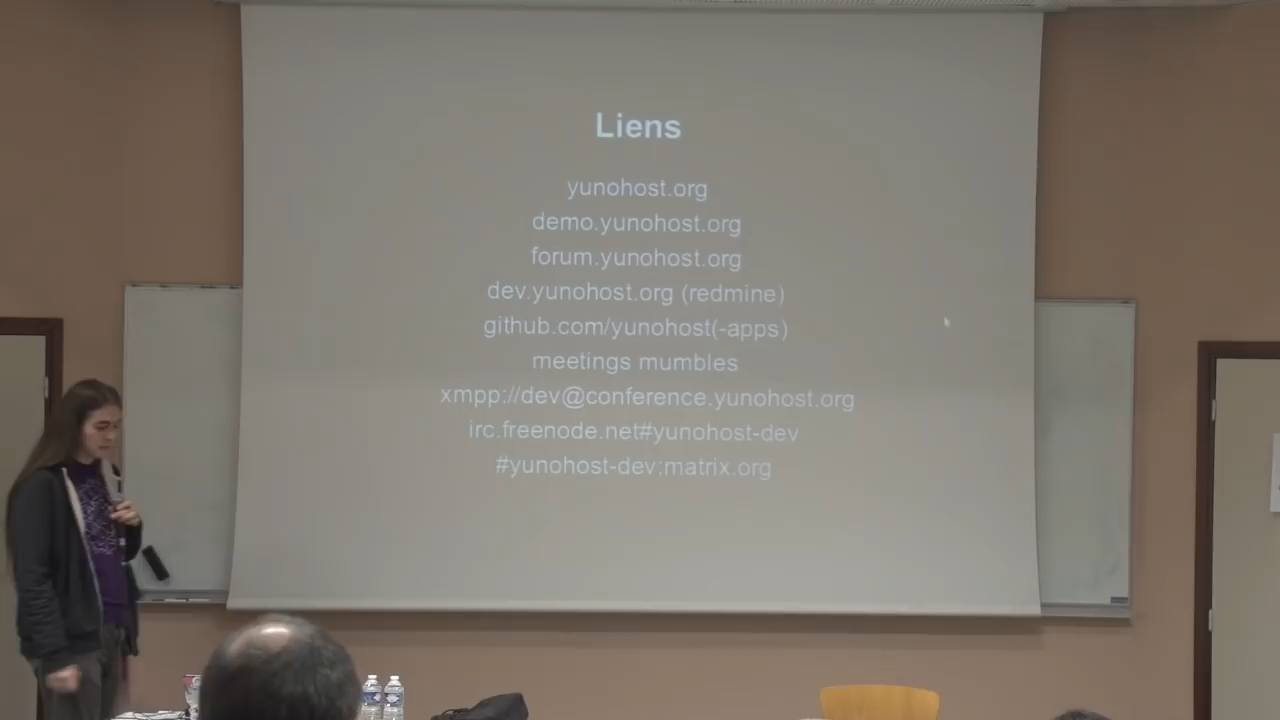 Liens
yunohost.org
demo.yunohost.org
forum.yunohost.org
dev.yunohost.org (redmine)
github.com/yunohost(-apps)
meetings mumbles
xmpp://dev@conference.yunohost.org
irc.freenode.net#yunohost-dev
#yunohost-dev:matrix.org